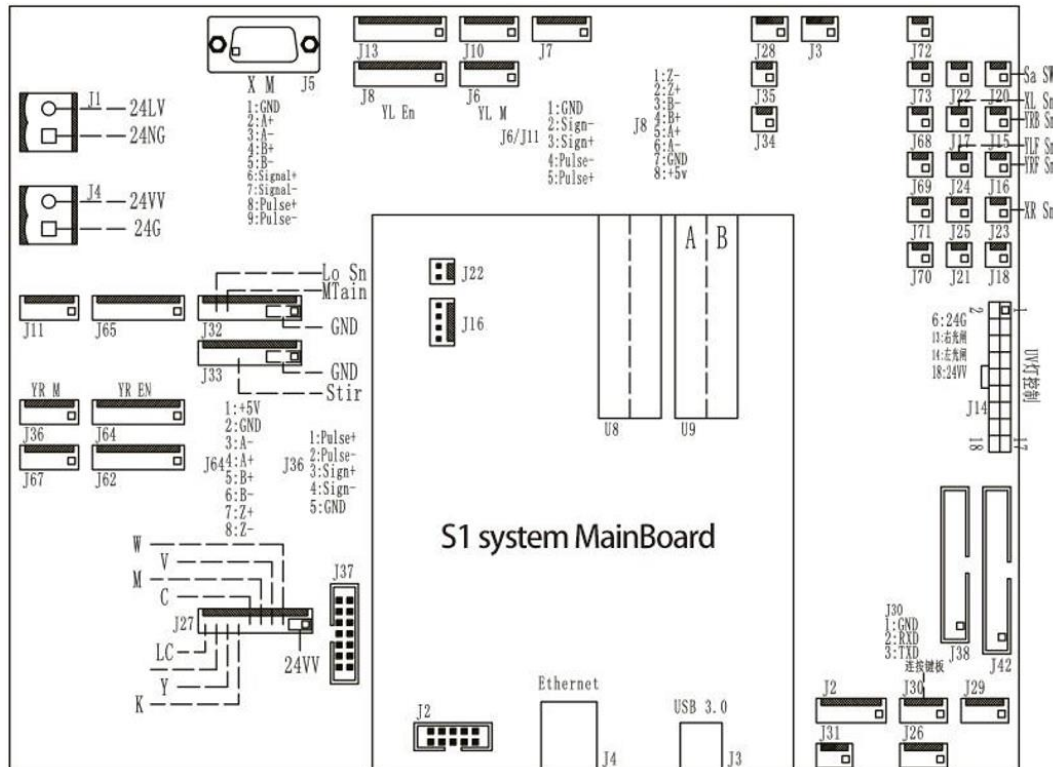 J13
J10
J7
J28
J3
J72
X M
J5
J8
YL En
J6
YL M
J35
J34
J73
J22
J20
Sa SW
XL Sn
J68
J17
J15
YRB Sn
YLF Sn
J69
J24
J16
YRF Sn
J71
J25
J23
XR Sn
J70
J21
J18
J1
24LV
24NG
J4
24VV
24G
1:GND
2:A+
3:A-
4:B+
5:B-
6:Signal+
7:Signal-
8:Pulse+
9:Pulse-
J6/J11
1:GND
2:Sign-
3:Sign+
4:Pulse-
5:Pulse+
J8
1:Z-
2:Z+
3:B-
4:B+
5:A+
6:A-
7:GND
8:+5v
A
B
J22
J16
U8
U9
Lo Sn
MTain
GND
J11
J65
J32
J33
GND
Stir
YR M
YR EN
J36
J64
J67
J62
J64
1:+5V
2:GND
3:A-
4:A+
5:B+
6:B-
7:Z+
8:Z-
J36
1:Pulse+
2:Pulse-
3:Sign+
4:Sign-
5:GND
2
1
6:24G
13:右光闸
14:左光闸
18:24VV
J14
UV灯控制
18
17
S1 system MainBoard
W
V
M
C
J27
LC
Y
K
24VV
J37
J2
Ethernet
J4
USB 3.0
J3
J30
1:GND
2:RXD
3:TXD
连按键板
J38
J42
J2
J30
J29
J31
J26